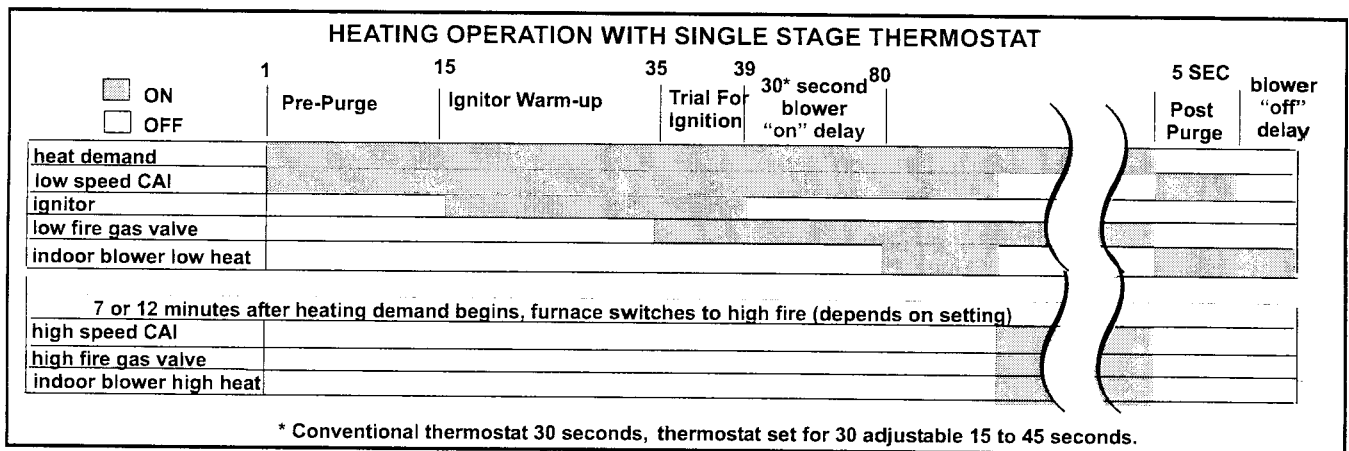 HEATING OPERATION WITH SINGLE STAGE THERMOSTAT
ON
OFF
1
15
35
39
80
5 SEC
Pre-Purge
Ignitor Warm-up
Trial For
Ignition
30* second
blower
"on" delay
Post
Purge
blower
"off"
delay
heat demand
low speed CAI
ignitor
low fire gas valve
indoor blower low heat
7 or 12 minutes after heating demand begins, furnace switches to high fire (depends on setting)
high speed CAI
high fire gas valve
indoor blower high heat
* Conventional thermostat 30 seconds, thermostat set for 30 adjustable 15 to 45 seconds.